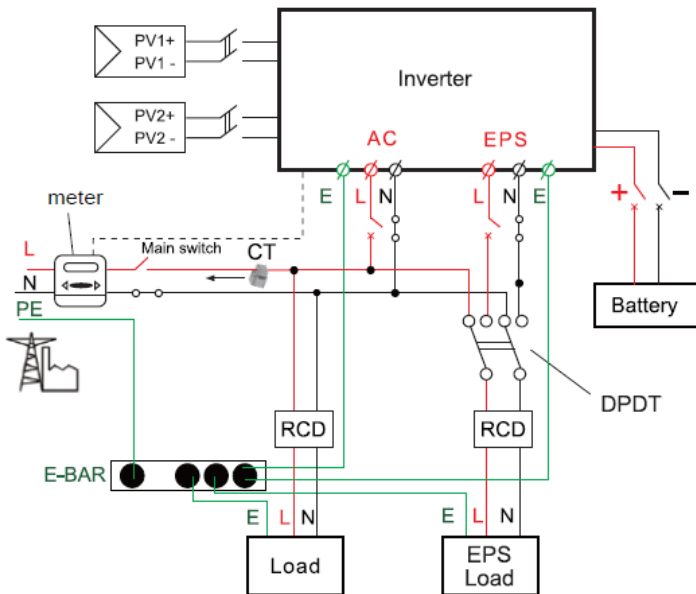 PV1+
PV1 -
PV2+
PV2 -
Inverter
AC
EPS
E
L
N
L
N
E
+
-
meter
L
Main switch
CT
N
PE
Battery
DPDT
RCD
RCD
E-BAR
E
L
N
E
L
N
Load
EPS
Load